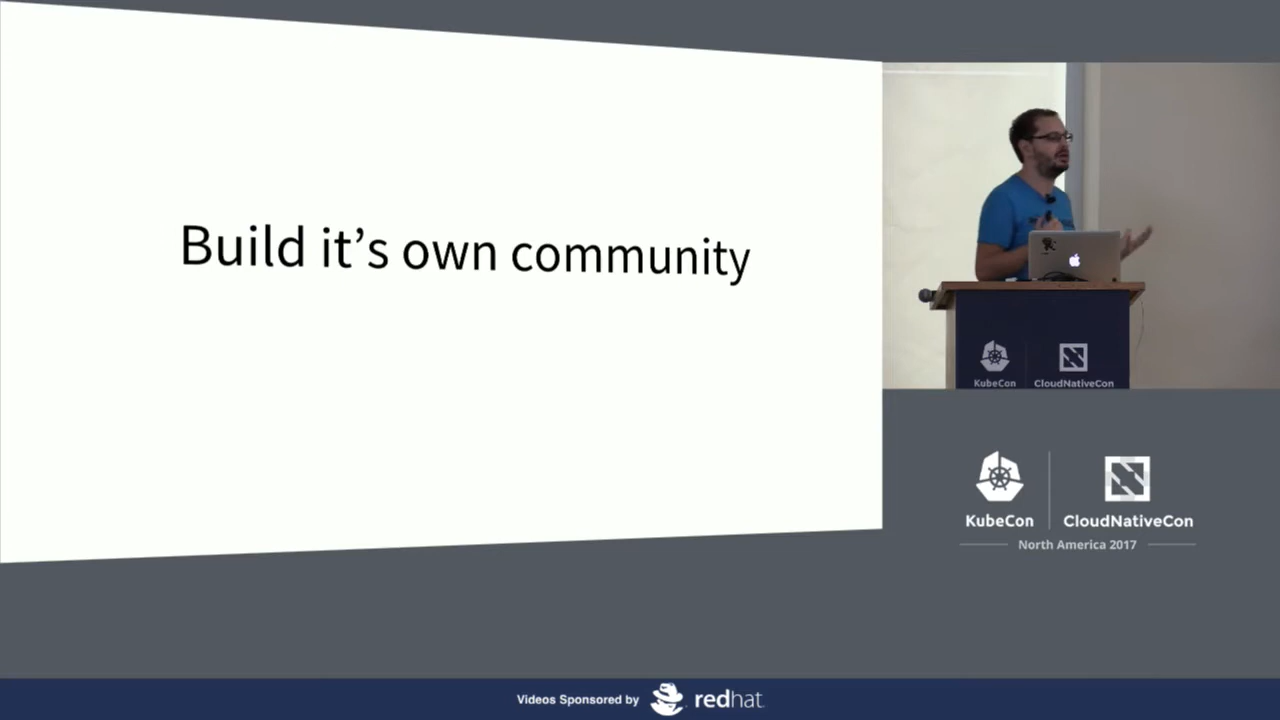 Build it’s own community
KubeCon
CloudNativeCon
KubeCon
CloudNativeCon
North America 2017
Videos Sponsored by
redhat.